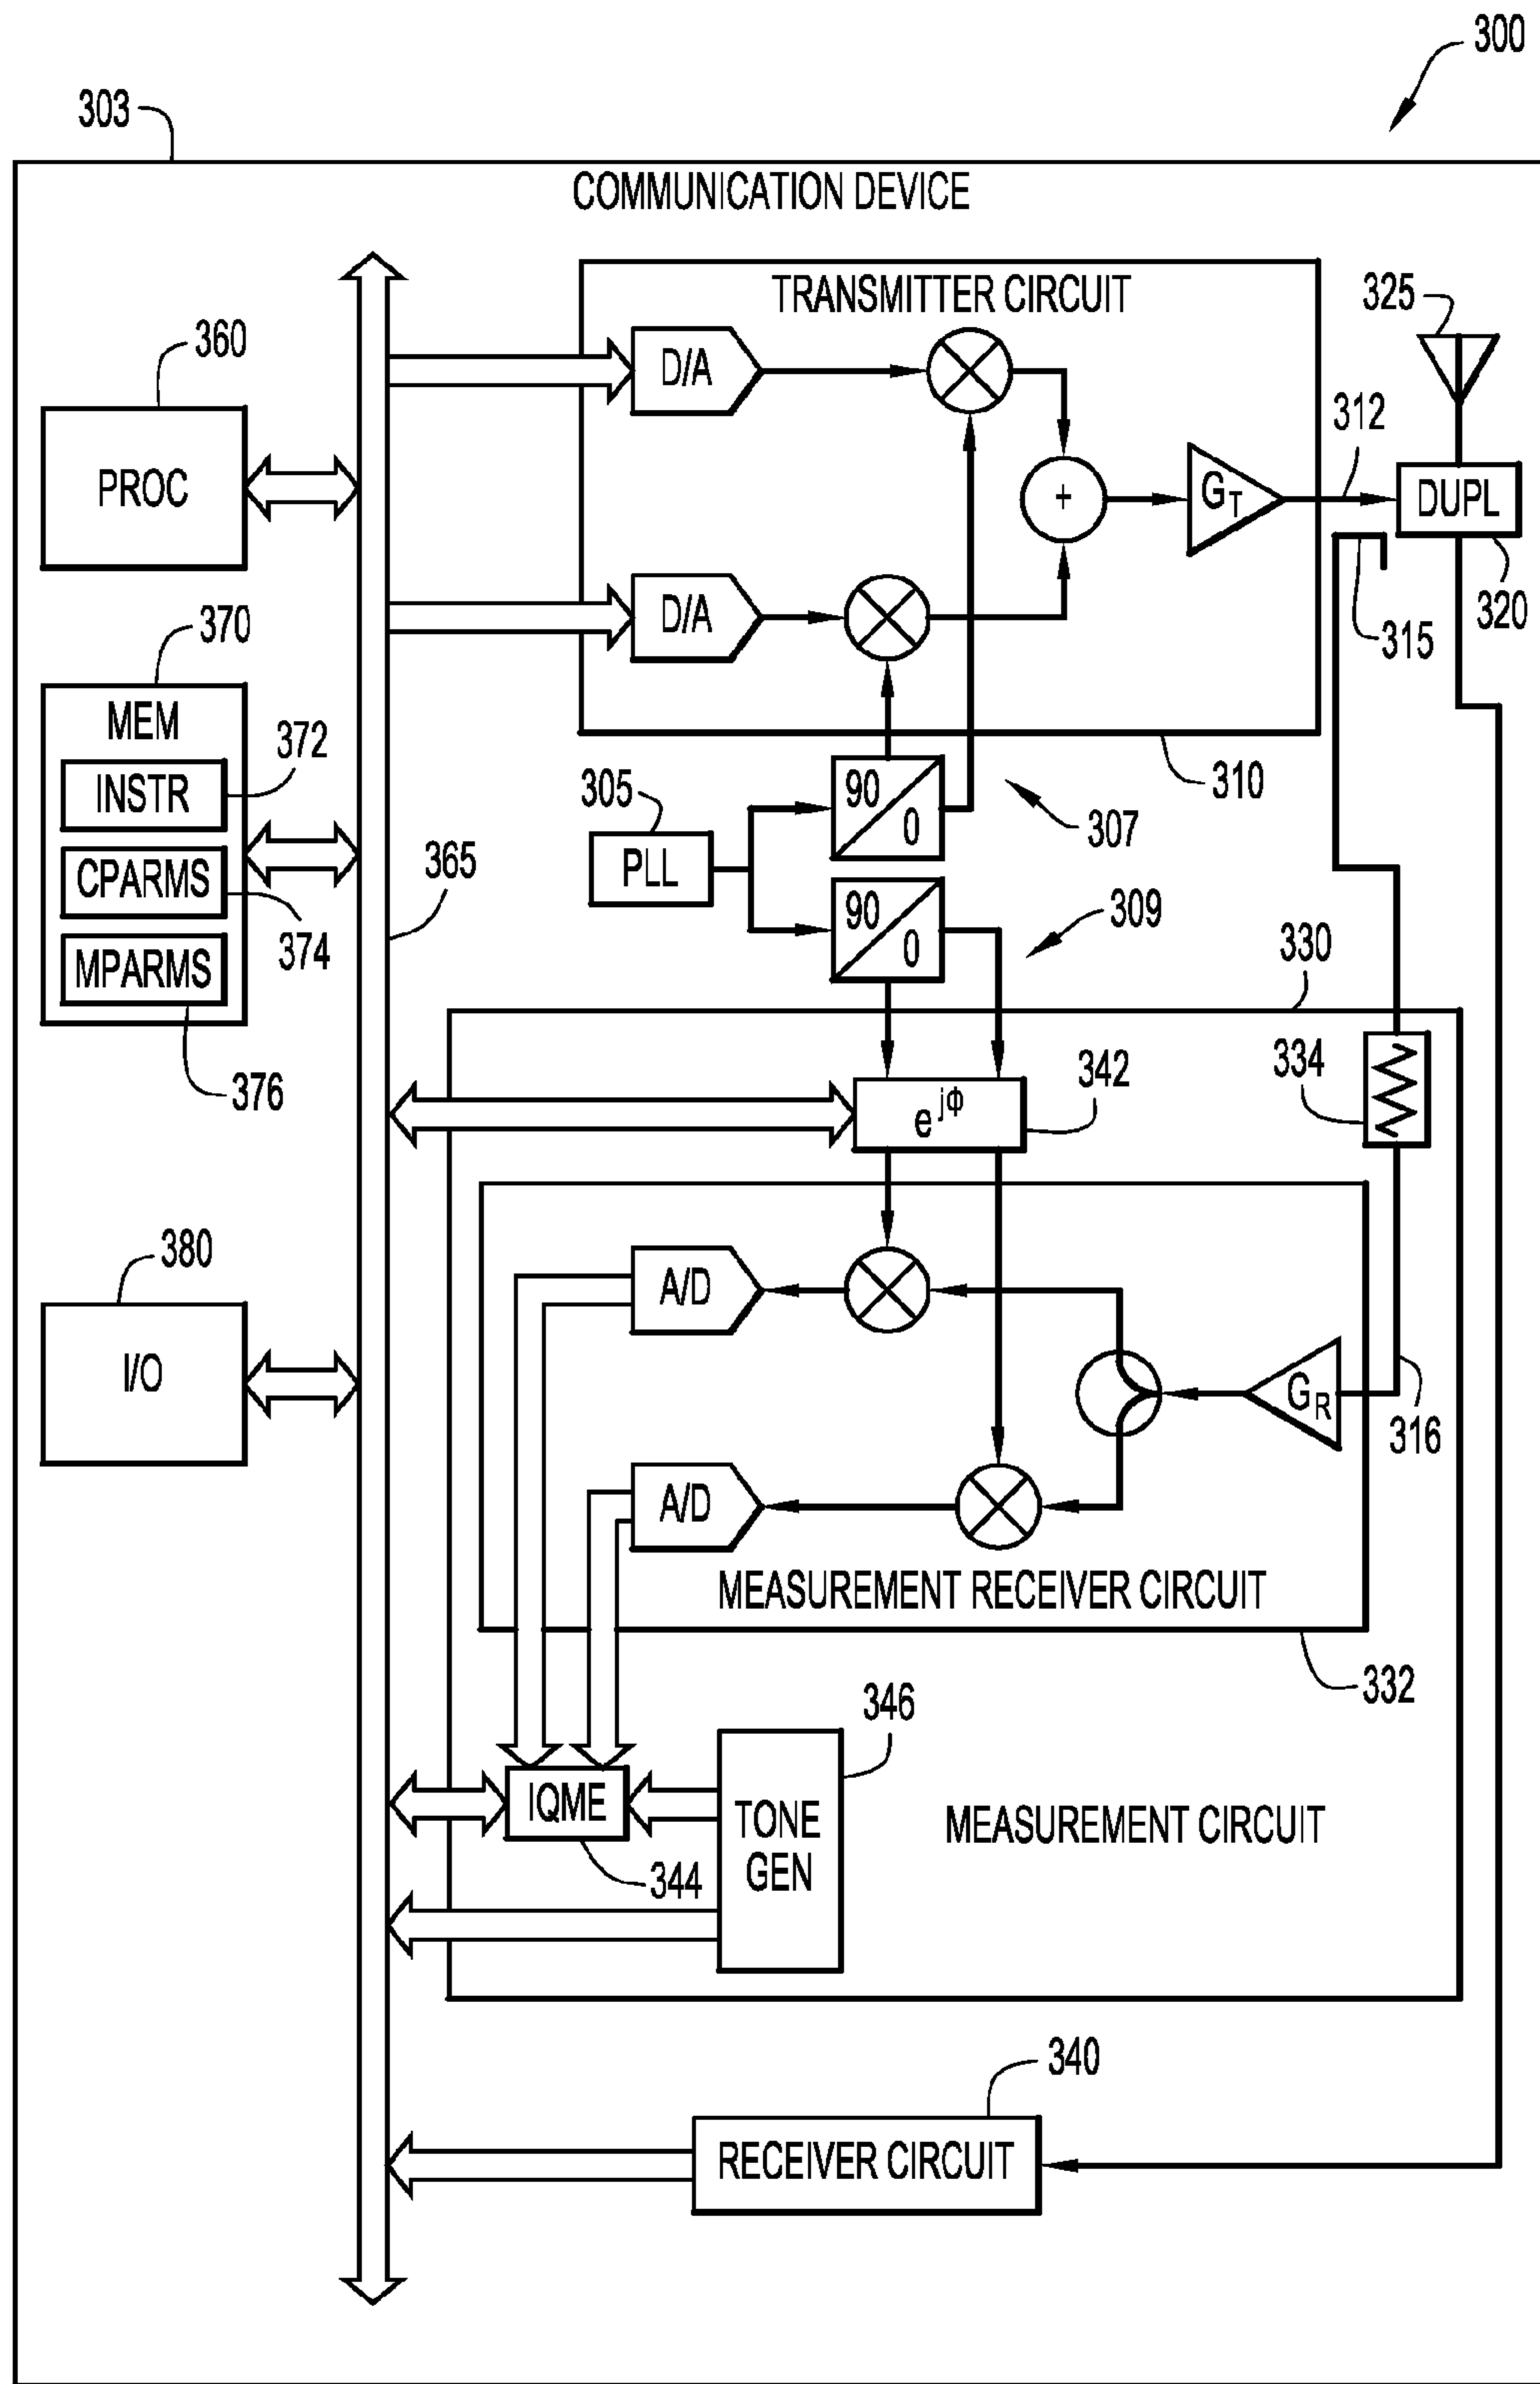 300
303
COMMUNICATION DEVICE
TRANSMITTER CIRCUIT
325
360
D/A
312
PROC
+
G_T
DUPL
370
D/A
315
320
MEM
372
INSTR
305
90
0
310
307
CPARMS
365
PLL
374
90
0
309
MPARMS
330
376
334
342
e^jΦ
380
A/D
I/O
G_R
316
A/D
MEASUREMENT RECEIVER CIRCUIT
332
346
IQME
TONE
GEN
MEASUREMENT CIRCUIT
344
340
RECEIVER CIRCUIT